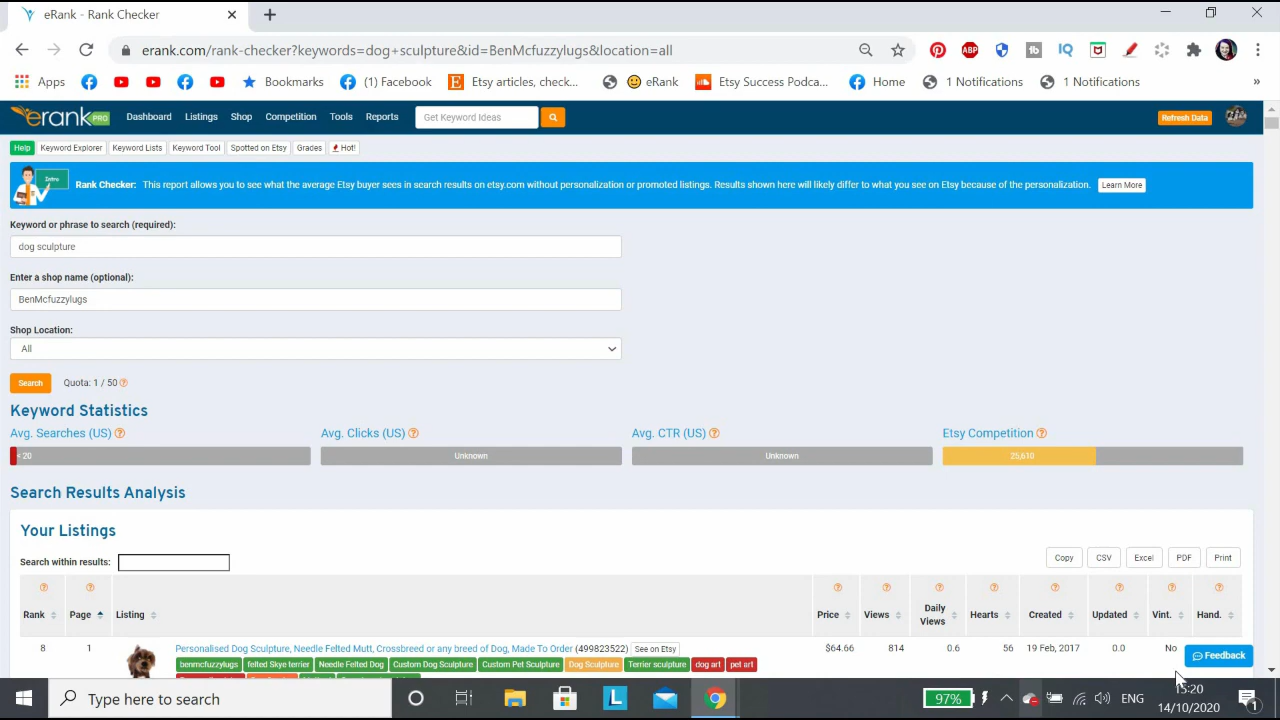 eRank - Rank Checker
erank.com/rank-checker?keywords=dog+sculpture&id=BenMcfuzzylugs&location=all
Apps Bookmarks (1) Facebook Etsy articles, check... eRank Etsy Success Podca... Home 1 Notifications 1 Notifications »
erank PRO Dashboard Listings Shop Competition Tools Reports Get Keyword Ideas Refresh Data
Help Keyword Explorer Keyword Lists Keyword Tool Spotted on Etsy Grades Hot!
Intro Rank Checker: This report allows you to see what the average Etsy buyer sees in search results on etsy.com without personalization or promoted listings. Results shown here will likely differ to what you see on Etsy because of the personalization. Learn More
Keyword or phrase to search (required):
dog sculpture
Enter a shop name (optional):
BenMcfuzzylugs
Shop Location:
All
Search Quota: 1 / 50
Keyword Statistics
Avg. Searches (US) Avg. Clicks (US) Avg. CTR (US) Etsy Competition
< 20 Unknown Unknown 25,610
Search Results Analysis
Your Listings
Search within results: Copy CSV Excel PDF Print
Rank Page Listing Price Views Daily Views Hearts Created Updated Vint. Hand.
8 1 Personalised Dog Sculpture, Needle Felted Mutt, Crossbreed or any breed of Dog, Made To Order (499823522) See on Etsy $64.66 814 0.6 56 19 Feb, 2017 0.0 No
benmcfuzzylugs felted Skye terrier Needle Felted Dog Custom Dog Sculpture Custom Pet Sculpture Dog Sculpture Terrier sculpture dog art pet art
Feedback
Type here to search 97% ENG 15:20
14/10/2020 1